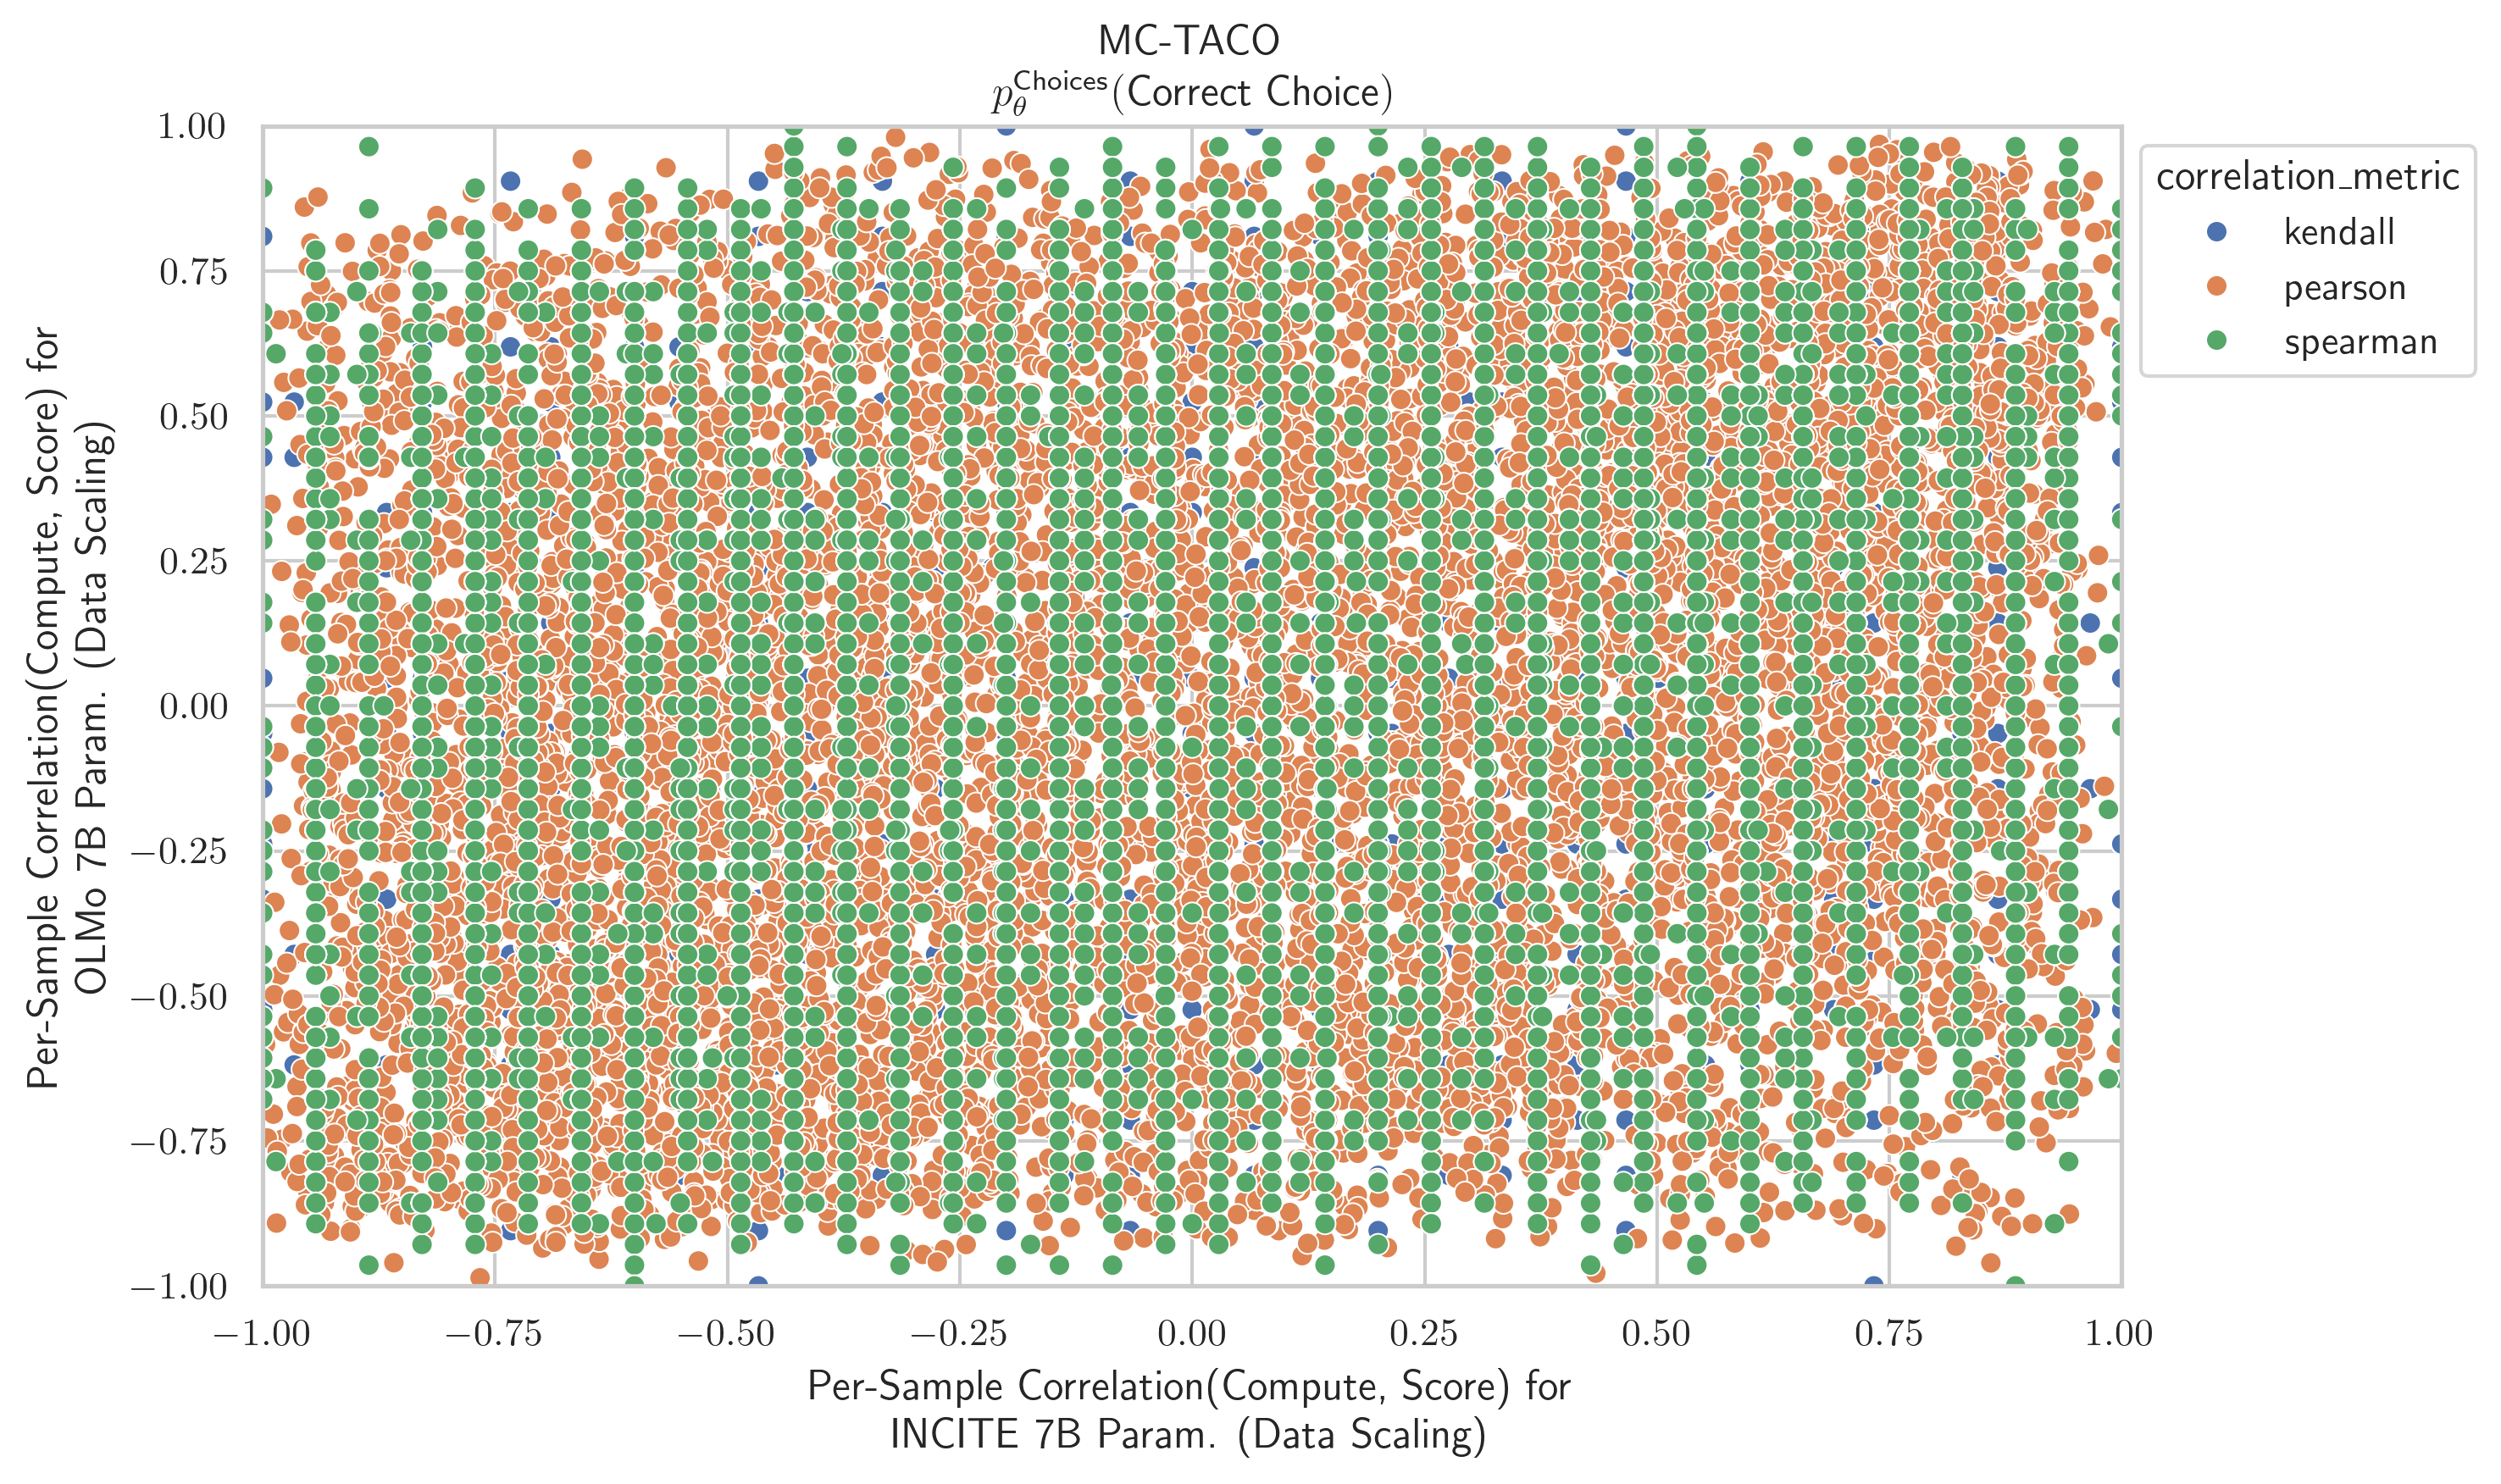 MC-TACO
p_θ^Choices(Correct Choice)
1.00
0.75
0.50
0.25
0.00
−0.25
−0.50
−0.75
−1.00
Per-Sample Correlation(Compute, Score) for
OLMo 7B Param. (Data Scaling)
−1.00 −0.75 −0.50 −0.25 0.00 0.25 0.50 0.75 1.00
Per-Sample Correlation(Compute, Score) for
INCITE 7B Param. (Data Scaling)
correlation_metric
kendall
pearson
spearman